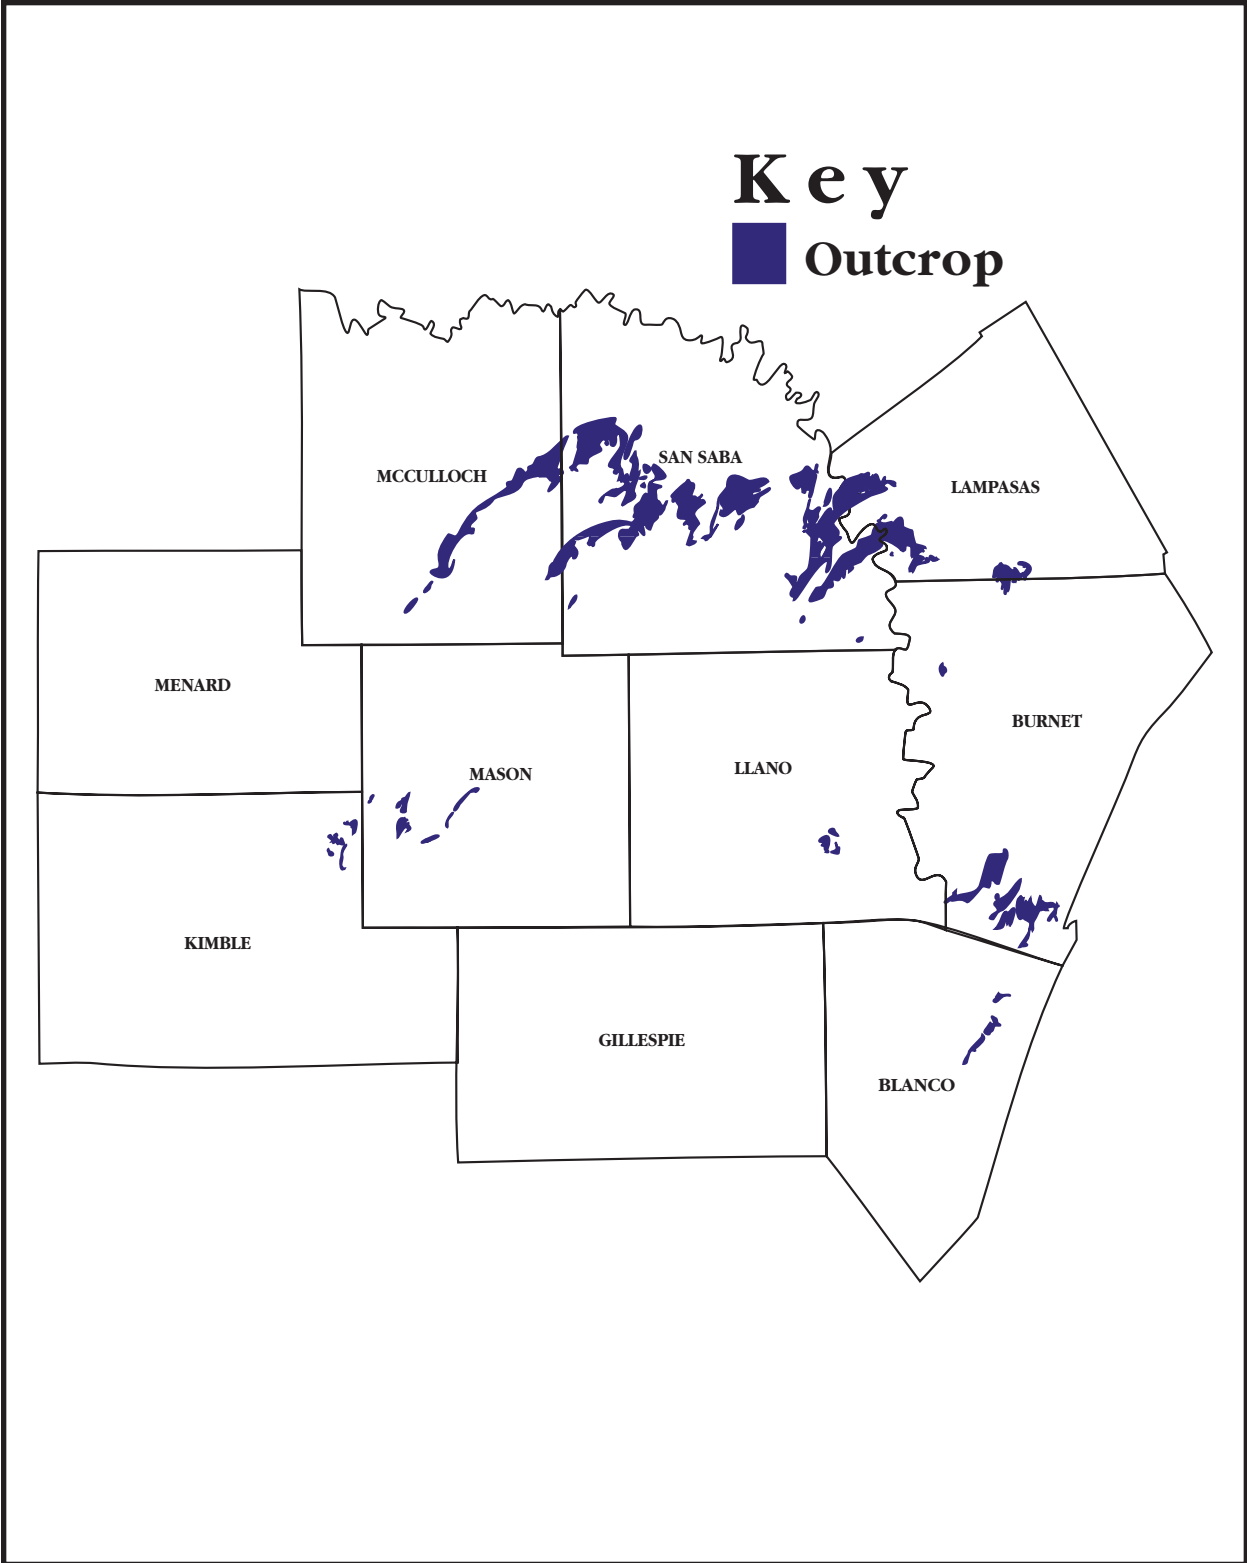 Key
Outcrop
SAN SABA
MCCULLOCH
LAMPASAS
MENARD
BURNET
LLANO
MASON
KIMBLE
GILLESPIE
BLANCO